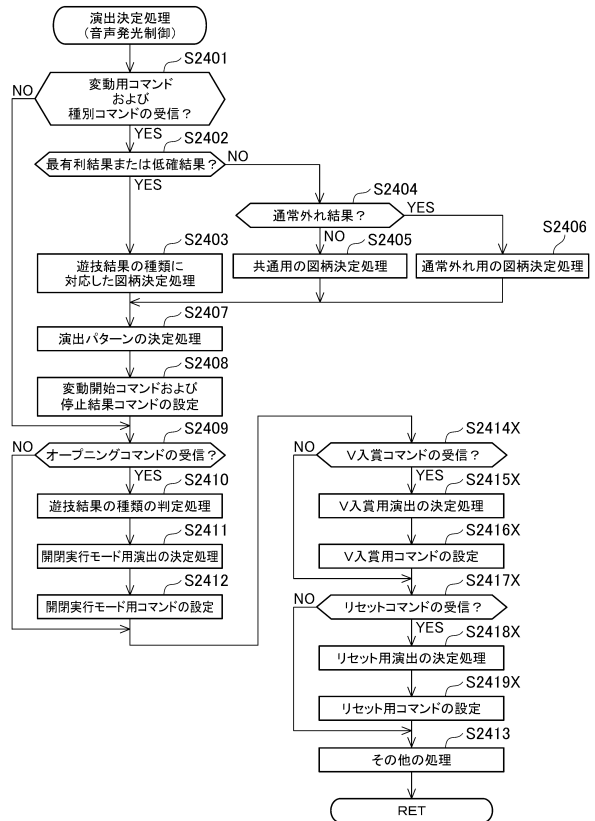 演出決定処理
(音声発光制御)
S2401
変動用コマンド
および
種別コマンドの受信？
NO
YES
S2402
最有利結果または低確結果？
NO
YES
S2404
通常外れ結果？
YES
NO
S2403
遊技結果の種類に
対応した図柄決定処理
S2405
共通用の図柄決定処理
S2406
通常外れ用の図柄決定処理
S2407
演出パターンの決定処理
S2408
変動開始コマンドおよび
停止結果コマンドの設定
S2409
NO
オープニングコマンドの受信？
YES
S2410
遊技結果の種類の判定処理
S2411
開閉実行モード用演出の決定処理
S2412
開閉実行モード用コマンドの設定
S2414X
NO
V入賞コマンドの受信？
YES
S2415X
V入賞用演出の決定処理
S2416X
V入賞用コマンドの設定
S2417X
NO
リセットコマンドの受信？
YES
S2418X
リセット用演出の決定処理
S2419X
リセット用コマンドの設定
S2413
その他の処理
RET